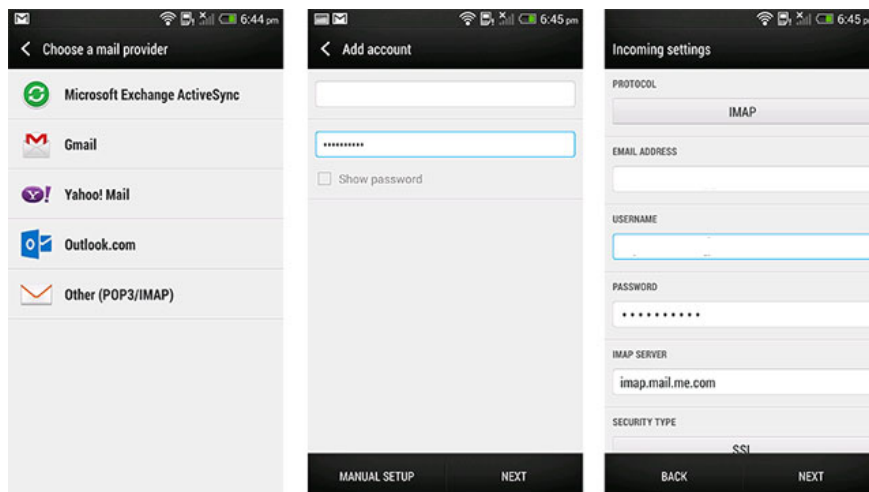 6:44 pm
Choose a mail provider
Microsoft Exchange ActiveSync
Gmail
Yahoo! Mail
Outlook.com
Other (POP3/IMAP)
6:45 pm
Add account
Show password
MANUAL SETUP NEXT
6:45 p
Incoming settings
PROTOCOL
IMAP
EMAIL ADDRESS
USERNAME
PASSWORD
IMAP SERVER
imap.mail.me.com
SECURITY TYPE
SSL
BACK NEXT